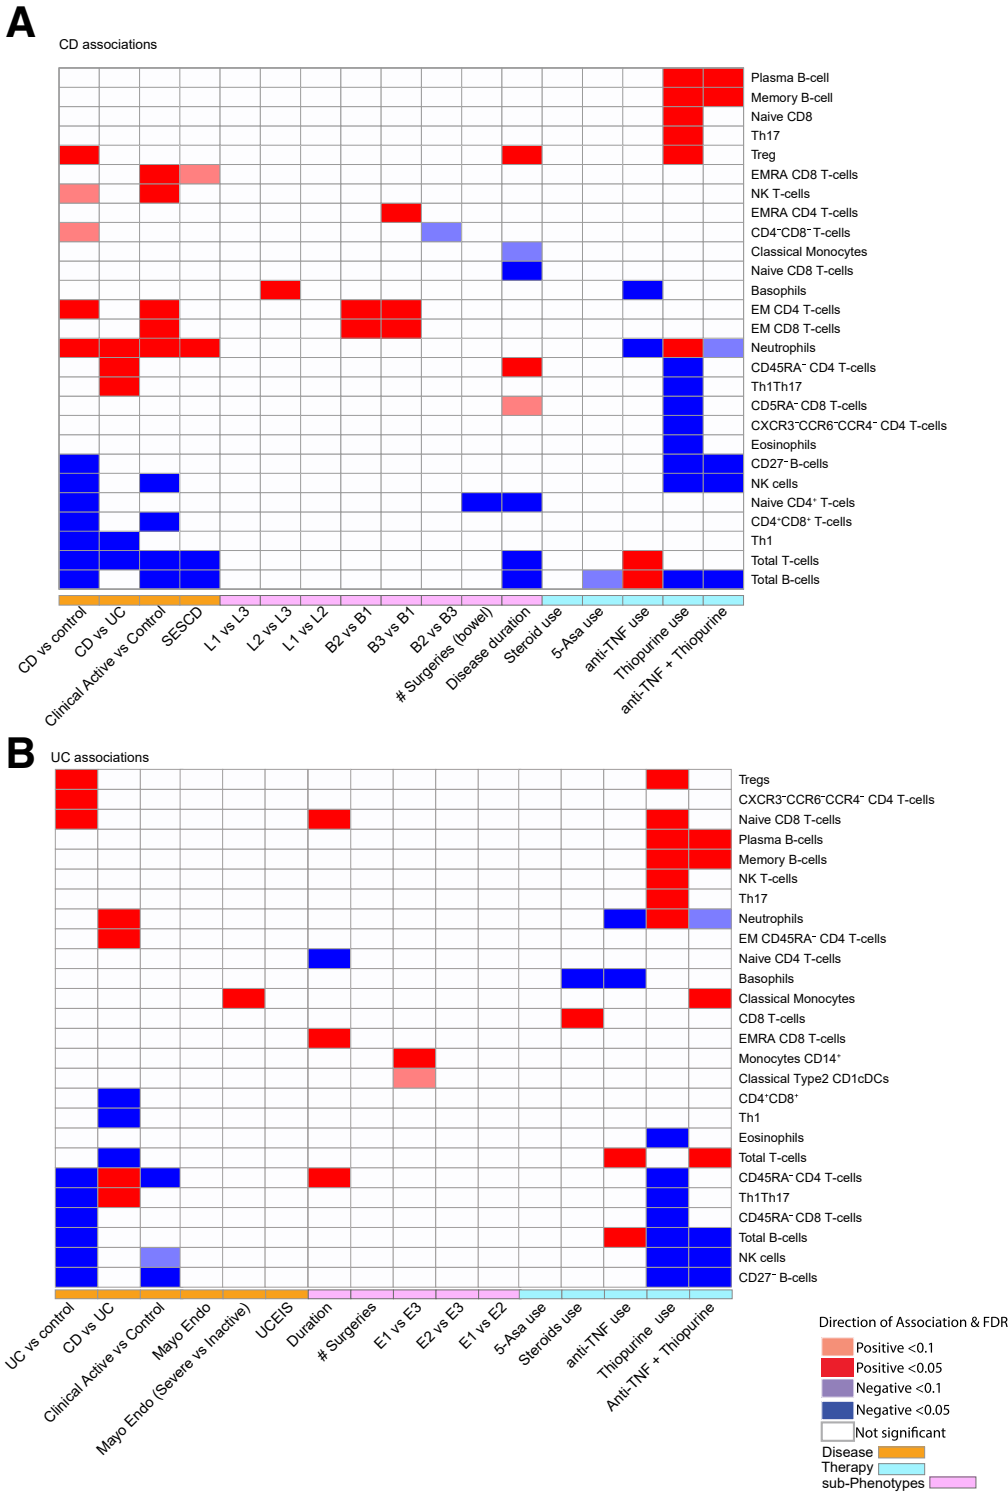 A
CD associations
Plasma B-cell
Memory B-cell
Naive CD8
Th17
Treg
EMRA CD8 T-cells
NK T-cells
EMRA CD4 T-cells
CD4⁻CD8⁻ T-cells
Classical Monocytes
Naive CD8 T-cells
Basophils
EM CD4 T-cells
EM CD8 T-cells
Neutrophils
CD45RA⁻ CD4 T-cells
Th1Th17
CD5RA⁻ CD8 T-cells
CXCR3⁻CCR6⁻CCR4⁻ CD4 T-cells
Eosinophils
CD27⁻ B-cells
NK cells
Naive CD4⁺ T-cels
CD4⁺CD8⁺ T-cells
Th1
Total T-cells
Total B-cells
CD vs control
CD vs UC
Clinical Active vs Control
SESCD
L1 vs L3
L2 vs L3
L1 vs L2
B2 vs B1
B3 vs B1
B2 vs B3
# Surgeries (bowel)
Disease duration
Steroid use
5-Asa use
anti-TNF use
Thiopurine use
anti-TNF + Thiopurine
B
UC associations
Tregs
CXCR3⁻CCR6⁻CCR4⁻ CD4 T-cells
Naive CD8 T-cells
Plasma B-cells
Memory B-cells
NK T-cells
Th17
Neutrophils
EM CD45RA⁻ CD4 T-cells
Naive CD4 T-cells
Basophils
Classical Monocytes
CD8 T-cells
EMRA CD8 T-cells
Monocytes CD14⁺
Classical Type2 CD1cDCs
CD4⁺CD8⁺
Th1
Eosinophils
Total T-cells
CD45RA⁻ CD4 T-cells
Th1Th17
CD45RA⁻ CD8 T-cells
Total B-cells
NK cells
CD27⁻ B-cells
UC vs control
CD vs UC
Clinical Active vs Control
Mayo Endo
Mayo Endo (Severe vs Inactive)
UCEIS
Duration
# Surgeries
E1 vs E3
E2 vs E3
E1 vs E2
5-Asa use
Steroids use
anti-TNF use
Thiopurine use
Anti-TNF + Thiopurine
Direction of Association & FDR
Positive <0.1
Positive <0.05
Negative <0.1
Negative <0.05
Not significant
Disease
Therapy
sub-Phenotypes